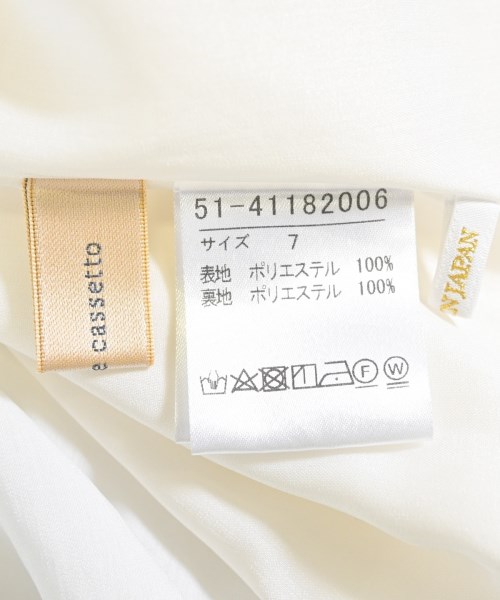 e cassetto
51-41182006
サイズ 7
表地 ポリエステル 100%
裏地 ポリエステル 100%
F W
N JAPAN